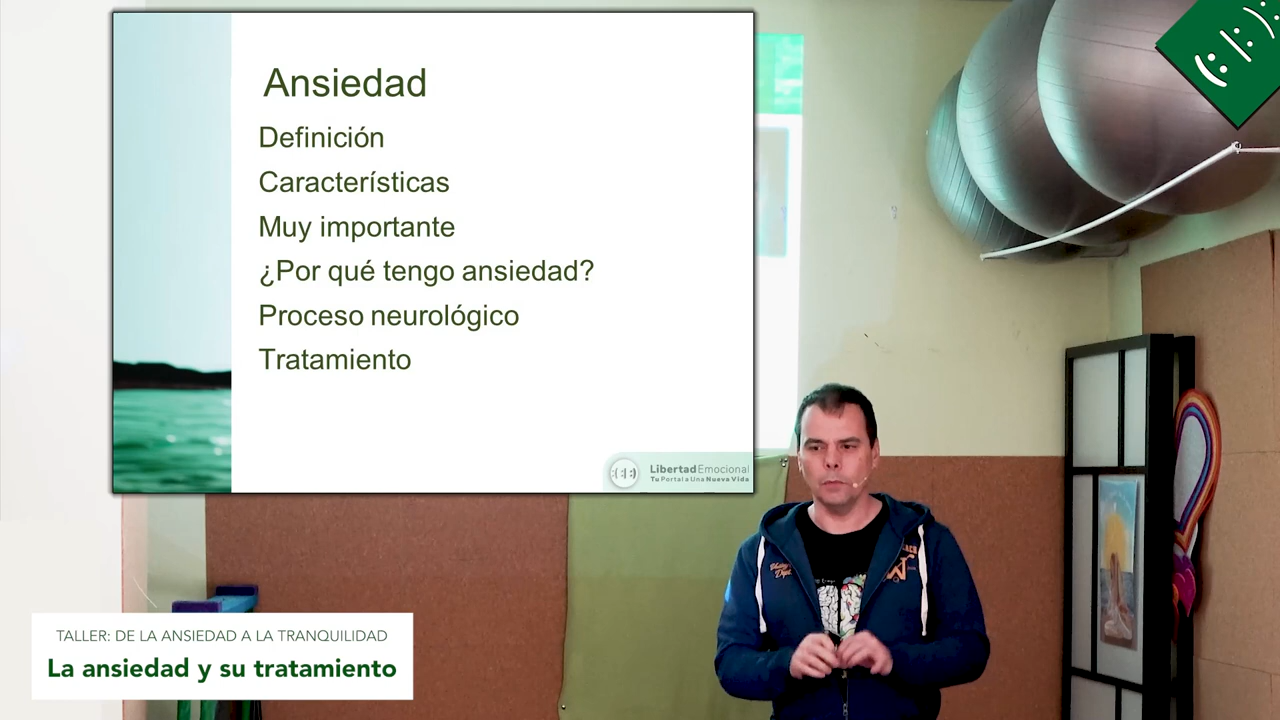 Ansiedad
Definición
Características
Muy importante
¿Por qué tengo ansiedad?
Proceso neurológico
Tratamiento
Libertad Emocional
Tu Portal a Una Nueva Vida
TALLER: DE LA ANSIEDAD A LA TRANQUILIDAD
La ansiedad y su tratamiento